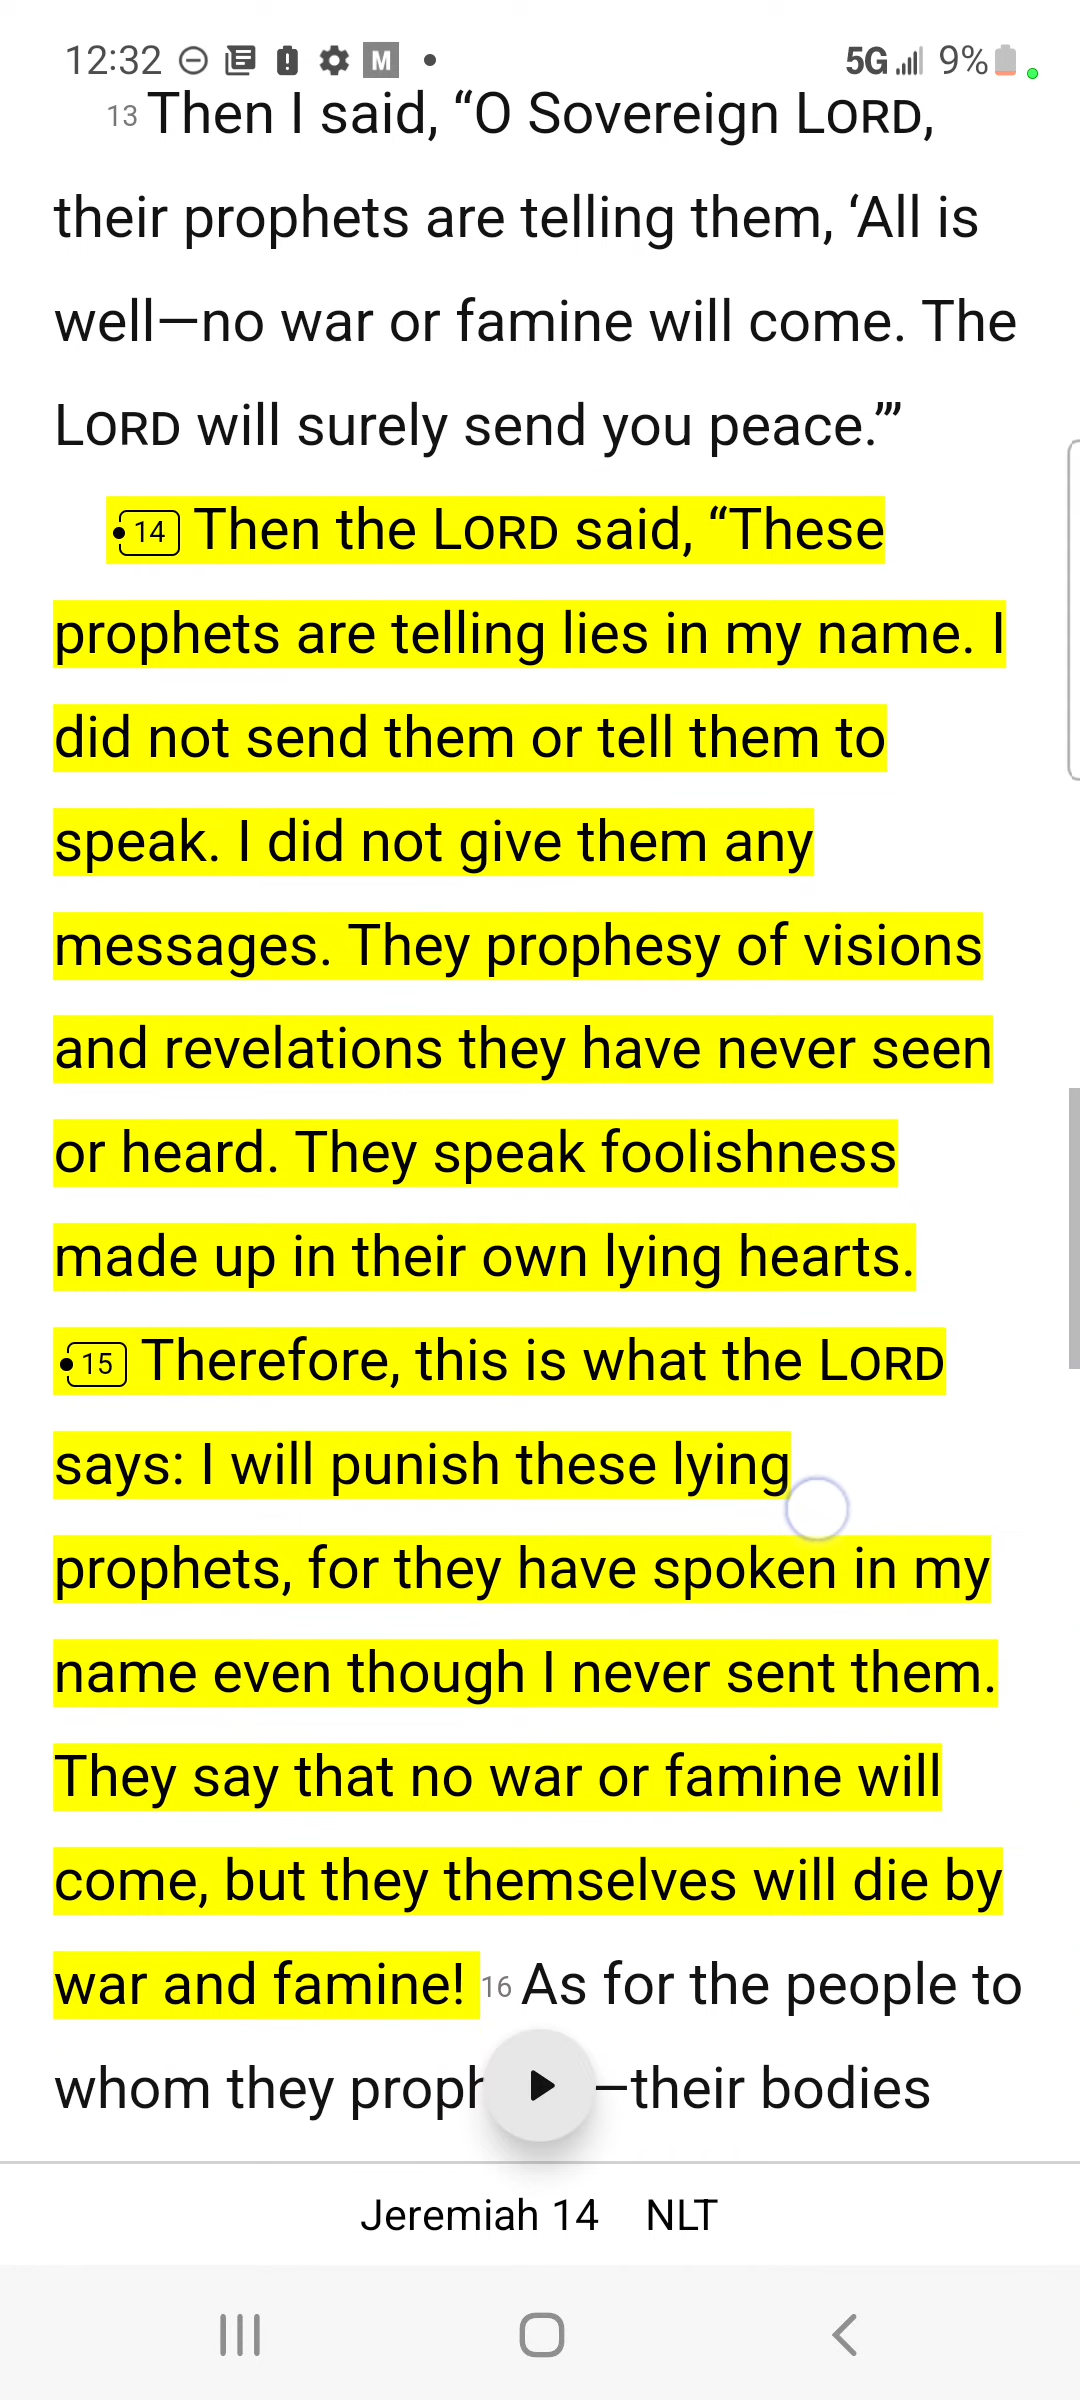 12:32 M 5G 9%
13 Then I said, “O Sovereign LORD,
their prophets are telling them, ‘All is
well—no war or famine will come. The
LORD will surely send you peace.’”
14 Then the LORD said, “These
prophets are telling lies in my name. I
did not send them or tell them to
speak. I did not give them any
messages. They prophesy of visions
and revelations they have never seen
or heard. They speak foolishness
made up in their own lying hearts.
15 Therefore, this is what the LORD
says: I will punish these lying
prophets, for they have spoken in my
name even though I never sent them.
They say that no war or famine will
come, but they themselves will die by
war and famine! 16 As for the people to
whom they —their bodies
Jeremiah 14 NLT